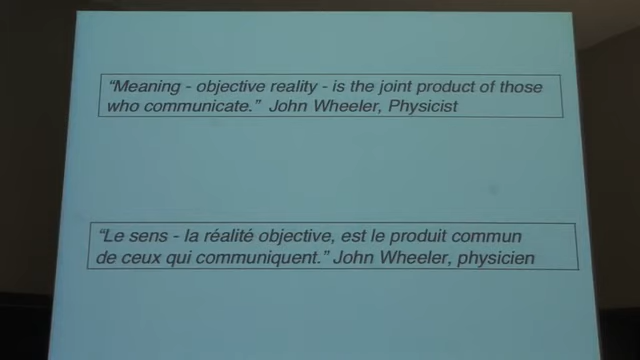 “Meaning - objective reality - is the joint product of those
who communicate.” John Wheeler, Physicist
“Le sens - la réalité objective, est le produit commun
de ceux qui communiquent.” John Wheeler, physicien